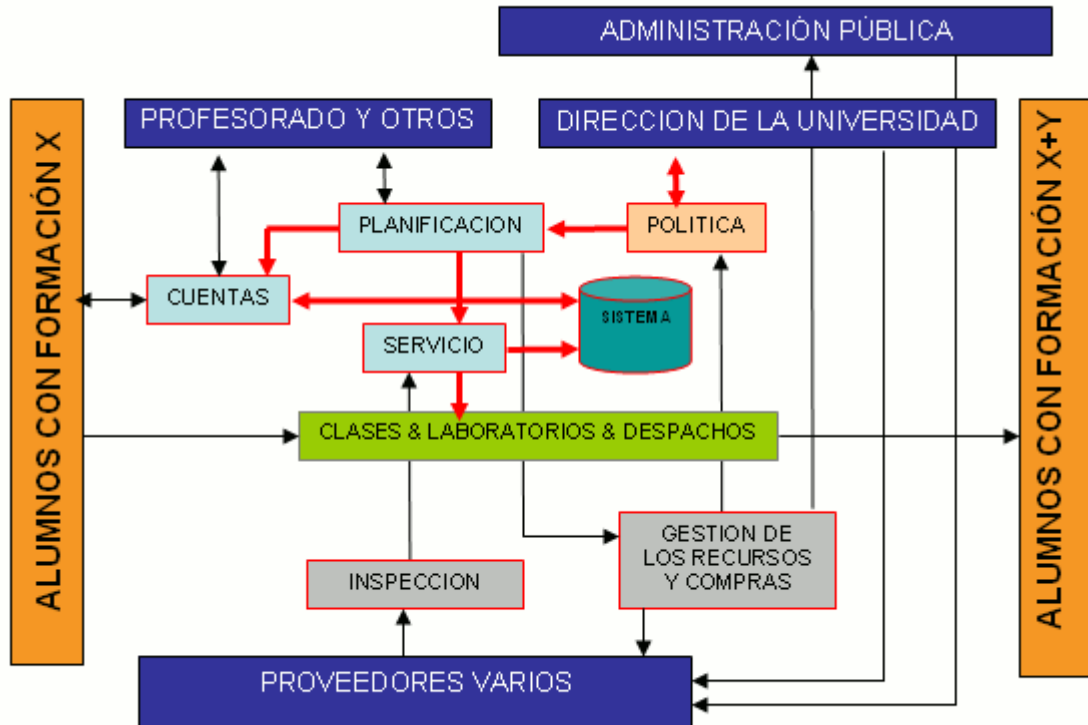 ADMINISTRACIÓN PÚBLICA
PROFESORADO Y OTROS
DIRECCION DE LA UNIVERSIDAD
ALUMNOS CON FORMACIÓN X
ALUMNOS CON FORMACIÓN X+Y
PLANIFICACION
POLITICA
CUENTAS
SISTEMA
SERVICIO
CLASES & LABORATORIOS & DESPACHOS
GESTION DE
LOS RECURSOS
Y COMPRAS
INSPECCION
PROVEEDORES VARIOS